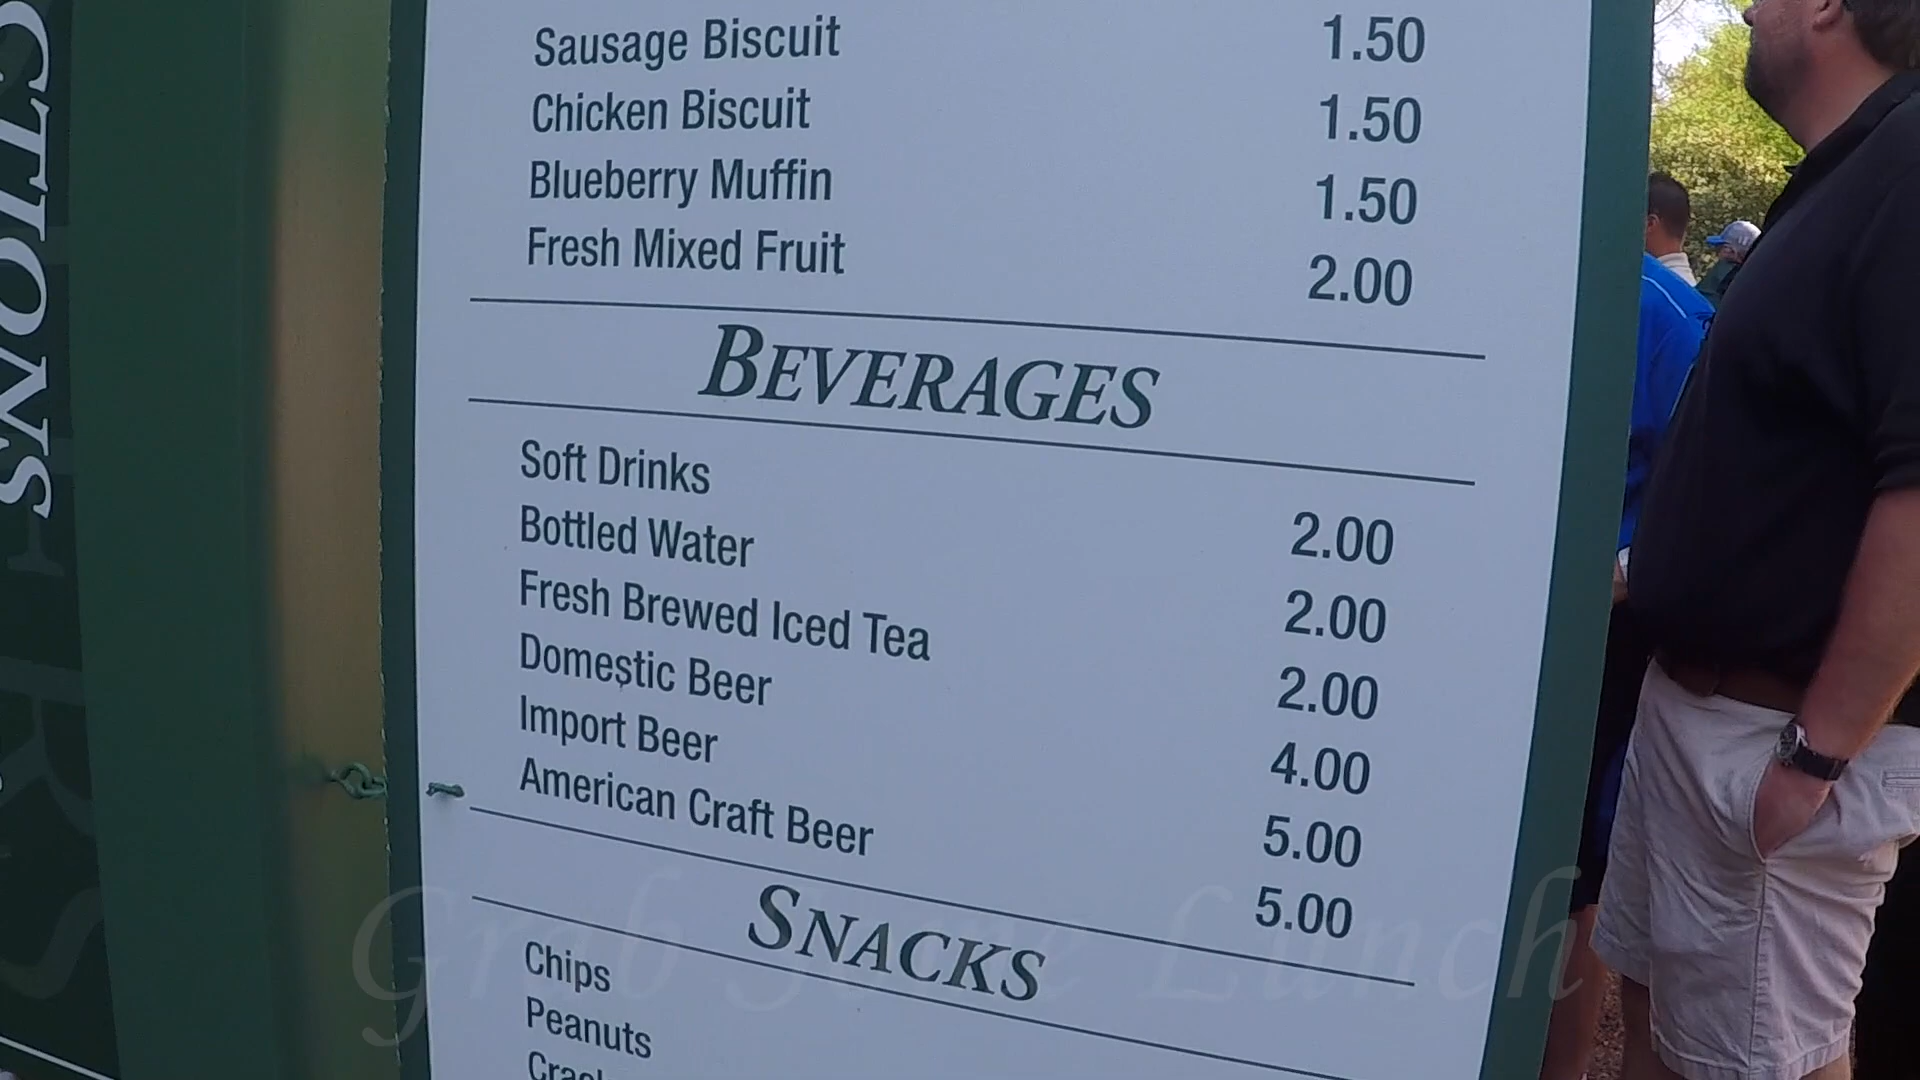 CTIONS
Sausage Biscuit 1.50
Chicken Biscuit 1.50
Blueberry Muffin 1.50
Fresh Mixed Fruit 2.00
BEVERAGES
Soft Drinks 2.00
Bottled Water 2.00
Fresh Brewed Iced Tea 2.00
Domestic Beer 4.00
Import Beer 5.00
American Craft Beer 5.00
SNACKS
Chips
Peanuts
Grab Some Lunch